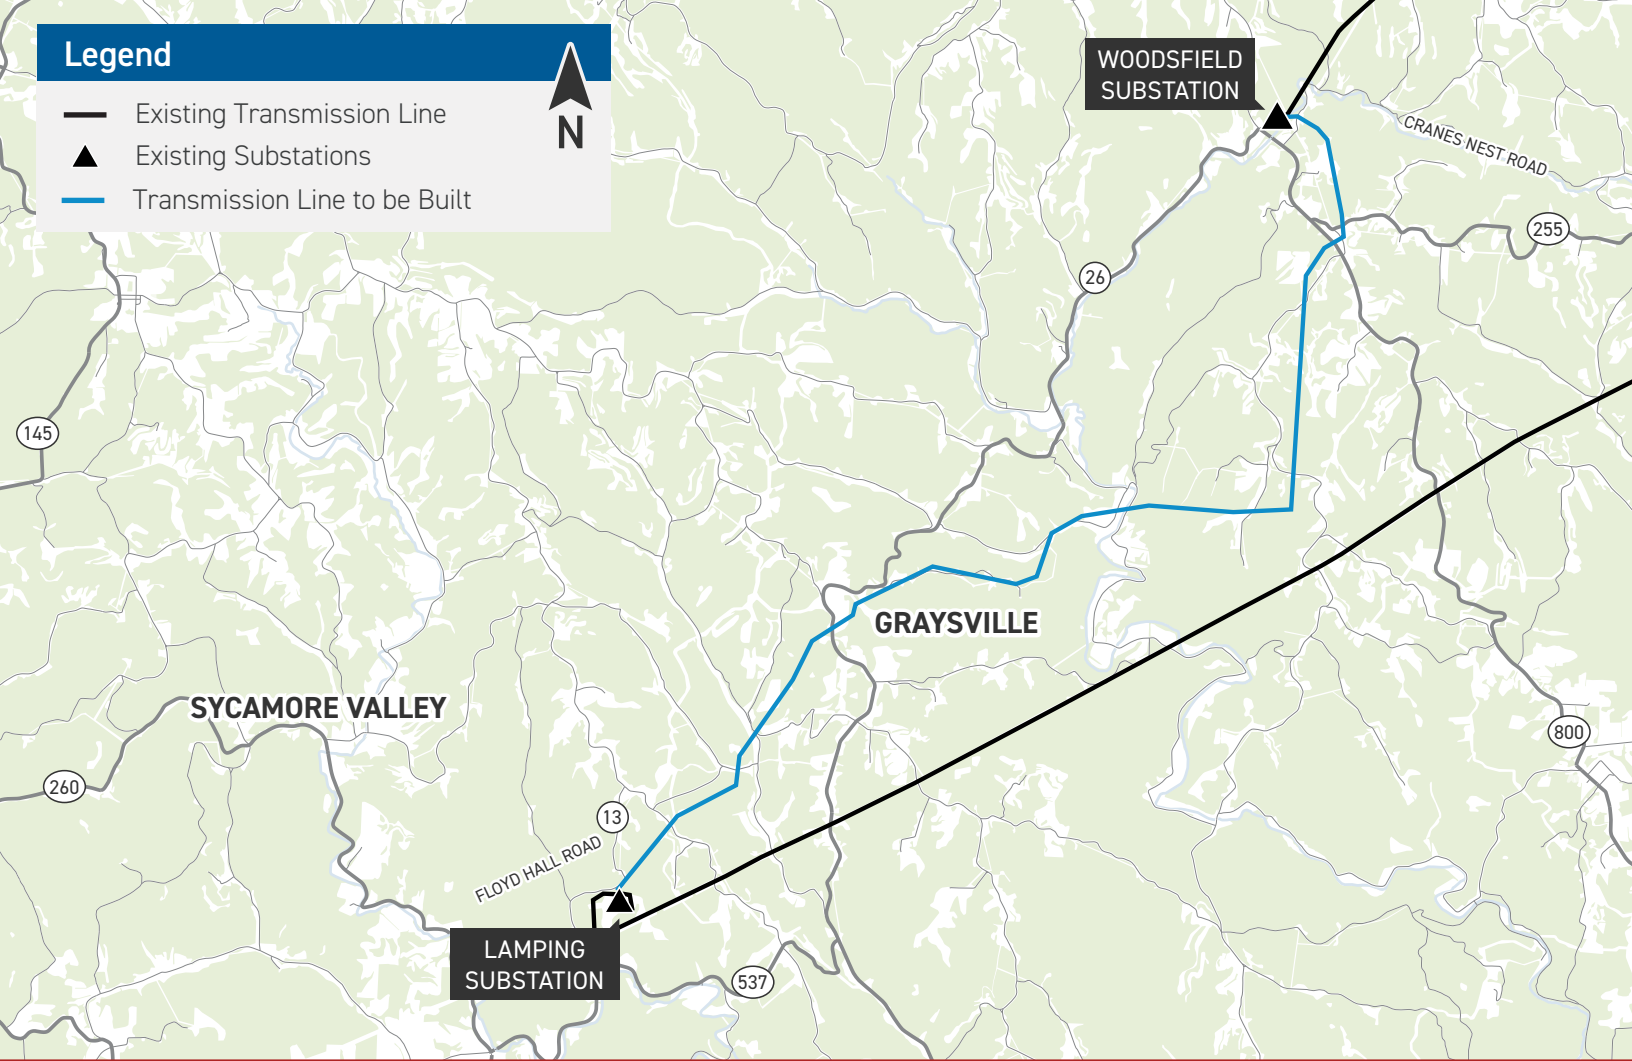 Legend
N
Existing Transmission Line
Existing Substations
Transmission Line to be Built
WOODSFIELD
SUBSTATION
CRANES NEST ROAD
255
26
145
GRAYSVILLE
SYCAMORE VALLEY
800
260
13
FLOYD HALL ROAD
LAMPING
SUBSTATION
537